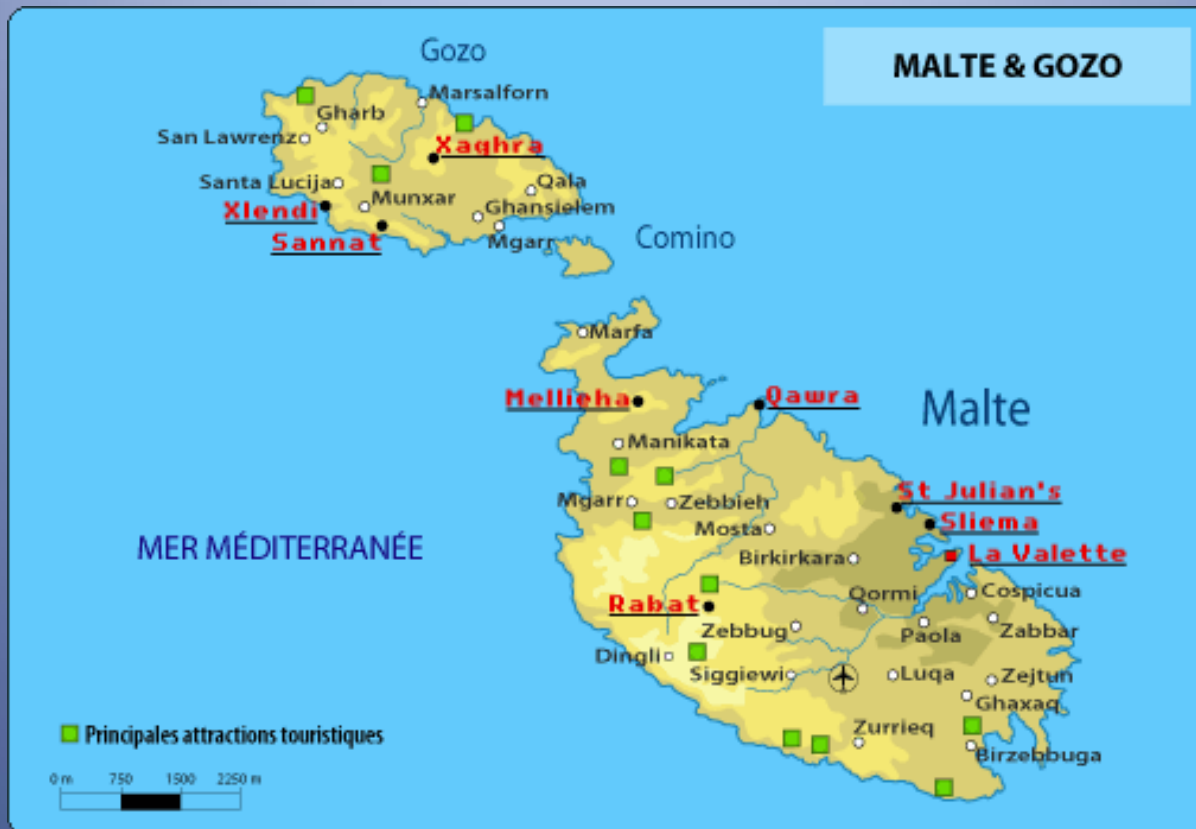 MALTE & GOZO
Gozo
Marsalforn
Gharb
San Lawrenz
Xaghra
Santa Lucija
Qala
Munxar
Xlendi
Ghansielem
Sannat
Mgarr
Comino
Marfa
Mellieha
Qawra
Malte
Manikata
St Julian's
Mgarr
Zebbieh
Sliema
Mosta
MER MÉDITERRANÉE
Birkirkara
La Valette
Qormi
Cospicua
Rabat
Zebbug
Paola
Zabbar
Dingli
Siggiewi
Luqa
Zejtun
Ghaxaq
Zurrieq
Birzebbuga
Principales attractions touristiques
0 m 750 1500 2250 m